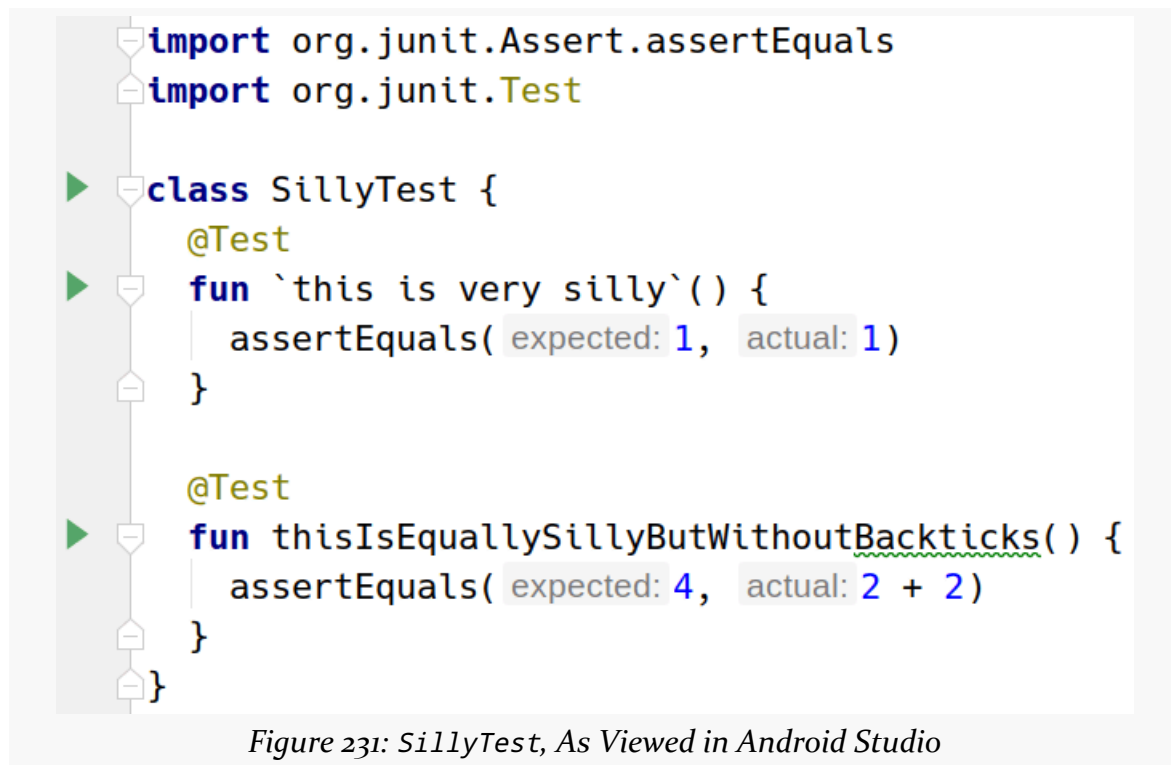 import org.junit.Assert.assertEquals
import org.junit.Test
class SillyTest {
@Test
fun `this is very silly`() {
assertEquals( expected: 1, actual: 1)
}
@Test
fun thisIsEquallySillyButWithoutBackticks() {
assertEquals( expected: 4, actual: 2 + 2)
}
}
Figure 231: SillyTest, As Viewed in Android Studio